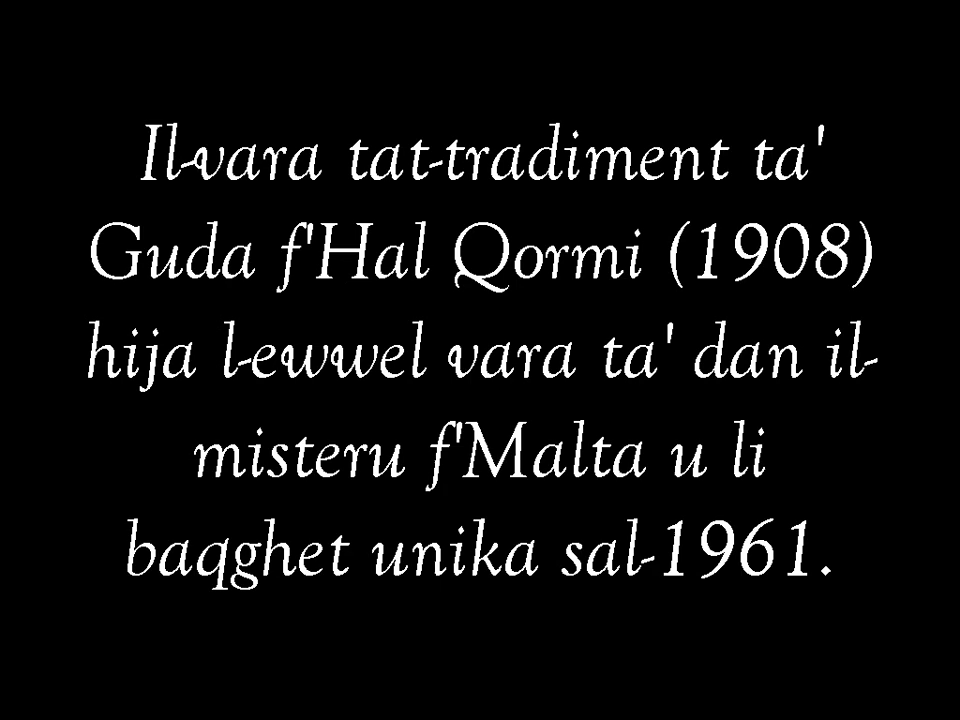 Il-vara tat-tradiment ta'
Guda f'Hal Qormi (1908)
hija l-ewwel vara ta' dan il-
misteru f'Malta u li
baqghet unika sal-1961.